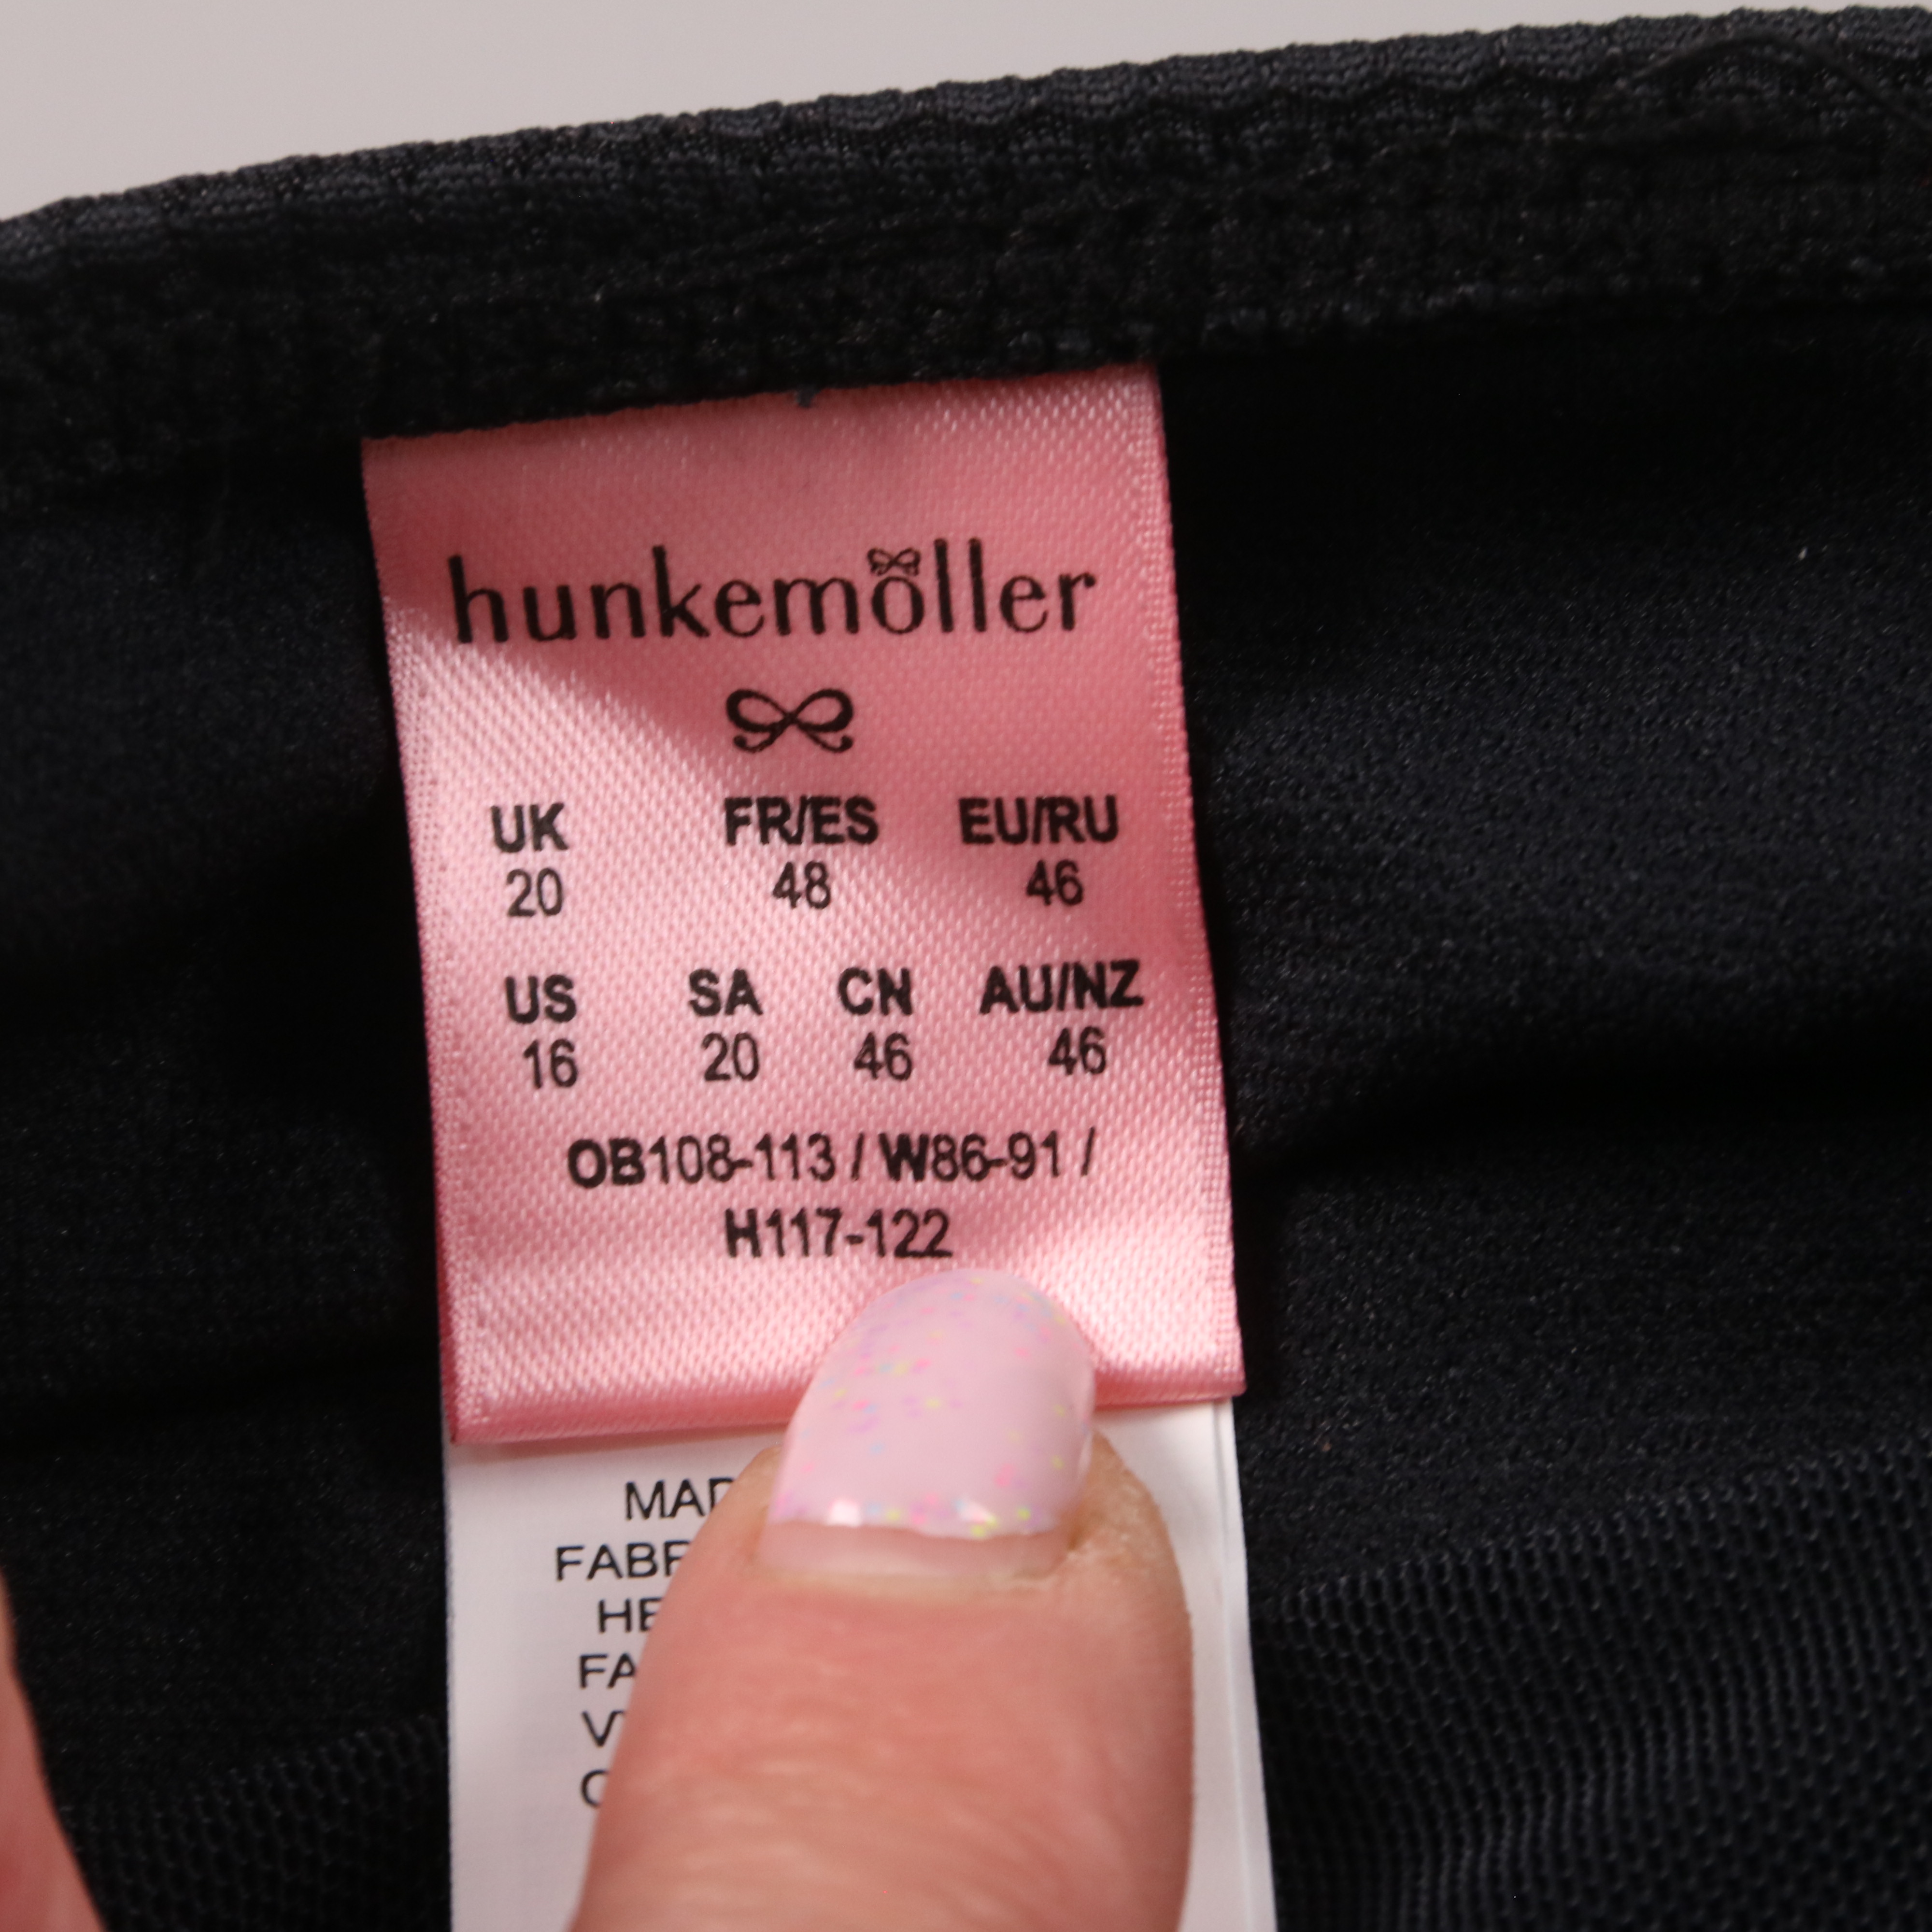 hunkemöller
UK FR/ES EU/RU
20 48 46
US SA CN AU/NZ
16 20 46 46
OB108-113 / W86-91 /
H117-122